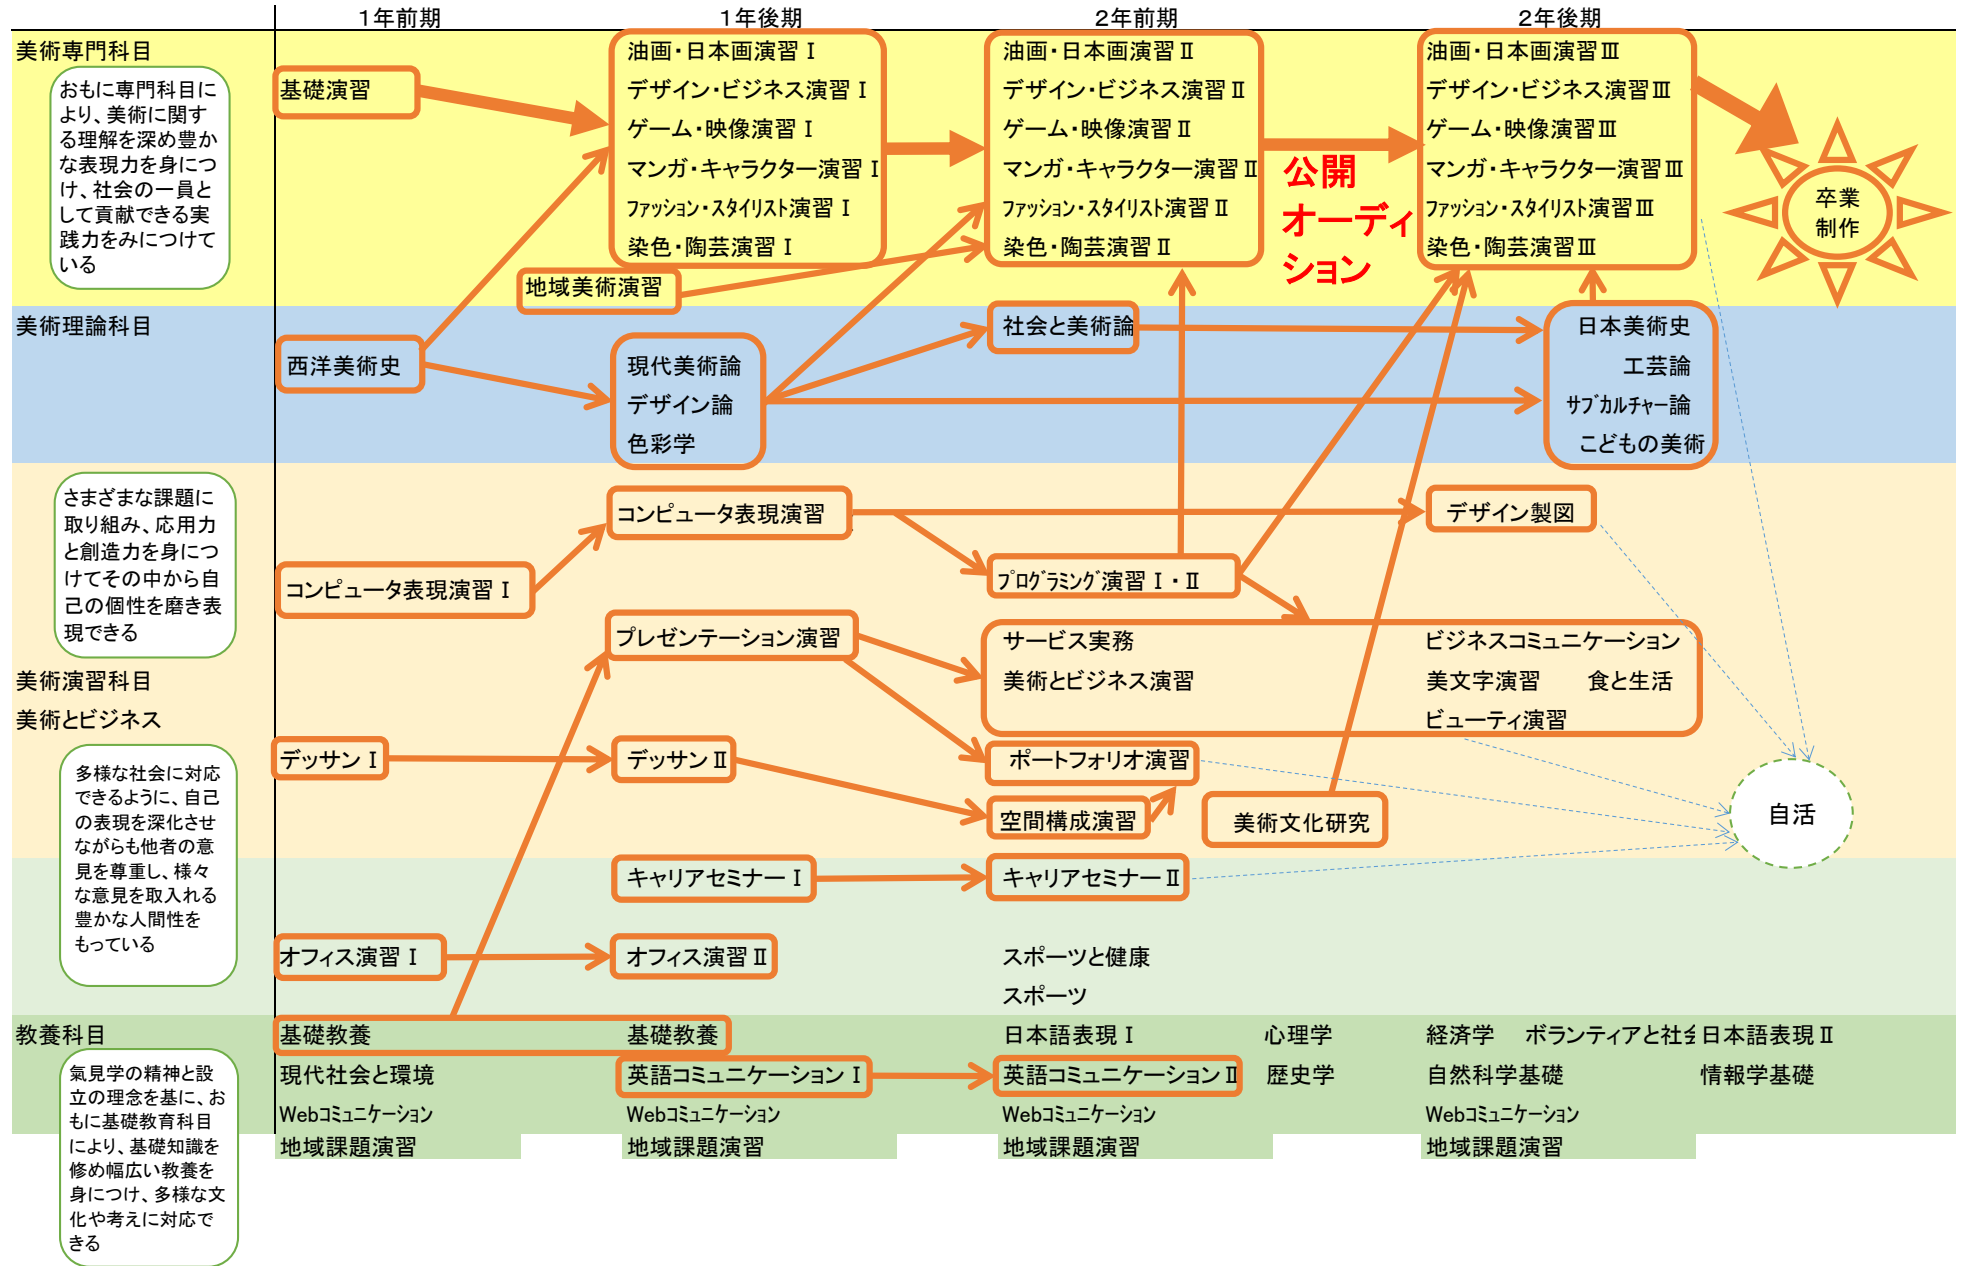 １年前期
１年後期
２年前期
２年後期
美術専門科目
おもに専門科目に
より、美術に関す
る理解を深め豊か
な表現力を身につ
け、社会の一員と
して貢献できる実
践力をみにつけて
いる
基礎演習
油画・日本画演習Ⅰ
デザイン・ビジネス演習Ⅰ
ゲーム・映像演習Ⅰ
マンガ・キャラクター演習Ⅰ
ファッション・スタイリスト演習Ⅰ
染色・陶芸演習Ⅰ
地域美術演習
油画・日本画演習Ⅱ
デザイン・ビジネス演習Ⅱ
ゲーム・映像演習Ⅱ
マンガ・キャラクター演習Ⅱ
ファッション・スタイリスト演習Ⅱ
染色・陶芸演習Ⅱ
公開
オーディ
ション
油画・日本画演習Ⅲ
デザイン・ビジネス演習Ⅲ
ゲーム・映像演習Ⅲ
マンガ・キャラクター演習Ⅲ
ファッション・スタイリスト演習Ⅲ
染色・陶芸演習Ⅲ
卒業
制作
美術理論科目
西洋美術史
現代美術論
デザイン論
色彩学
社会と美術論
日本美術史
工芸論
サブカルチャー論
こどもの美術
さまざまな課題に
取り組み、応用力
と創造力を身につ
けてその中から自
己の個性を磨き表
現できる
美術演習科目
美術とビジネス
コンピュータ表現演習Ⅰ
コンピュータ表現演習
デザイン製図
プログラミング演習Ⅰ・Ⅱ
プレゼンテーション演習
サービス実務
美術とビジネス演習
ビジネスコミュニケーション
美文字演習
食と生活
ビューティ演習
デッサンⅠ
デッサンⅡ
ポートフォリオ演習
空間構成演習
美術文化研究
自活
多様な社会に対応
できるように、自己
の表現を深化させ
ながらも他者の意
見を尊重し、様々
な意見を取入れる
豊かな人間性を
もっている
キャリアセミナーⅠ
キャリアセミナーⅡ
オフィス演習Ⅰ
オフィス演習Ⅱ
スポーツと健康
スポーツ
教養科目
氣見学の精神と設
立の理念を基に、お
もに基礎教育科目
により、基礎知識を
修め幅広い教養を
身につけ、多様な文
化や考えに対応で
きる
基礎教養
基礎教養
日本語表現Ⅰ
心理学
経済学
ボランティアと社会
日本語表現Ⅱ
現代社会と環境
英語コミュニケーションⅠ
英語コミュニケーションⅡ
歴史学
自然科学基礎
情報学基礎
Webコミュニケーション
Webコミュニケーション
Webコミュニケーション
Webコミュニケーション
地域課題演習
地域課題演習
地域課題演習
地域課題演習